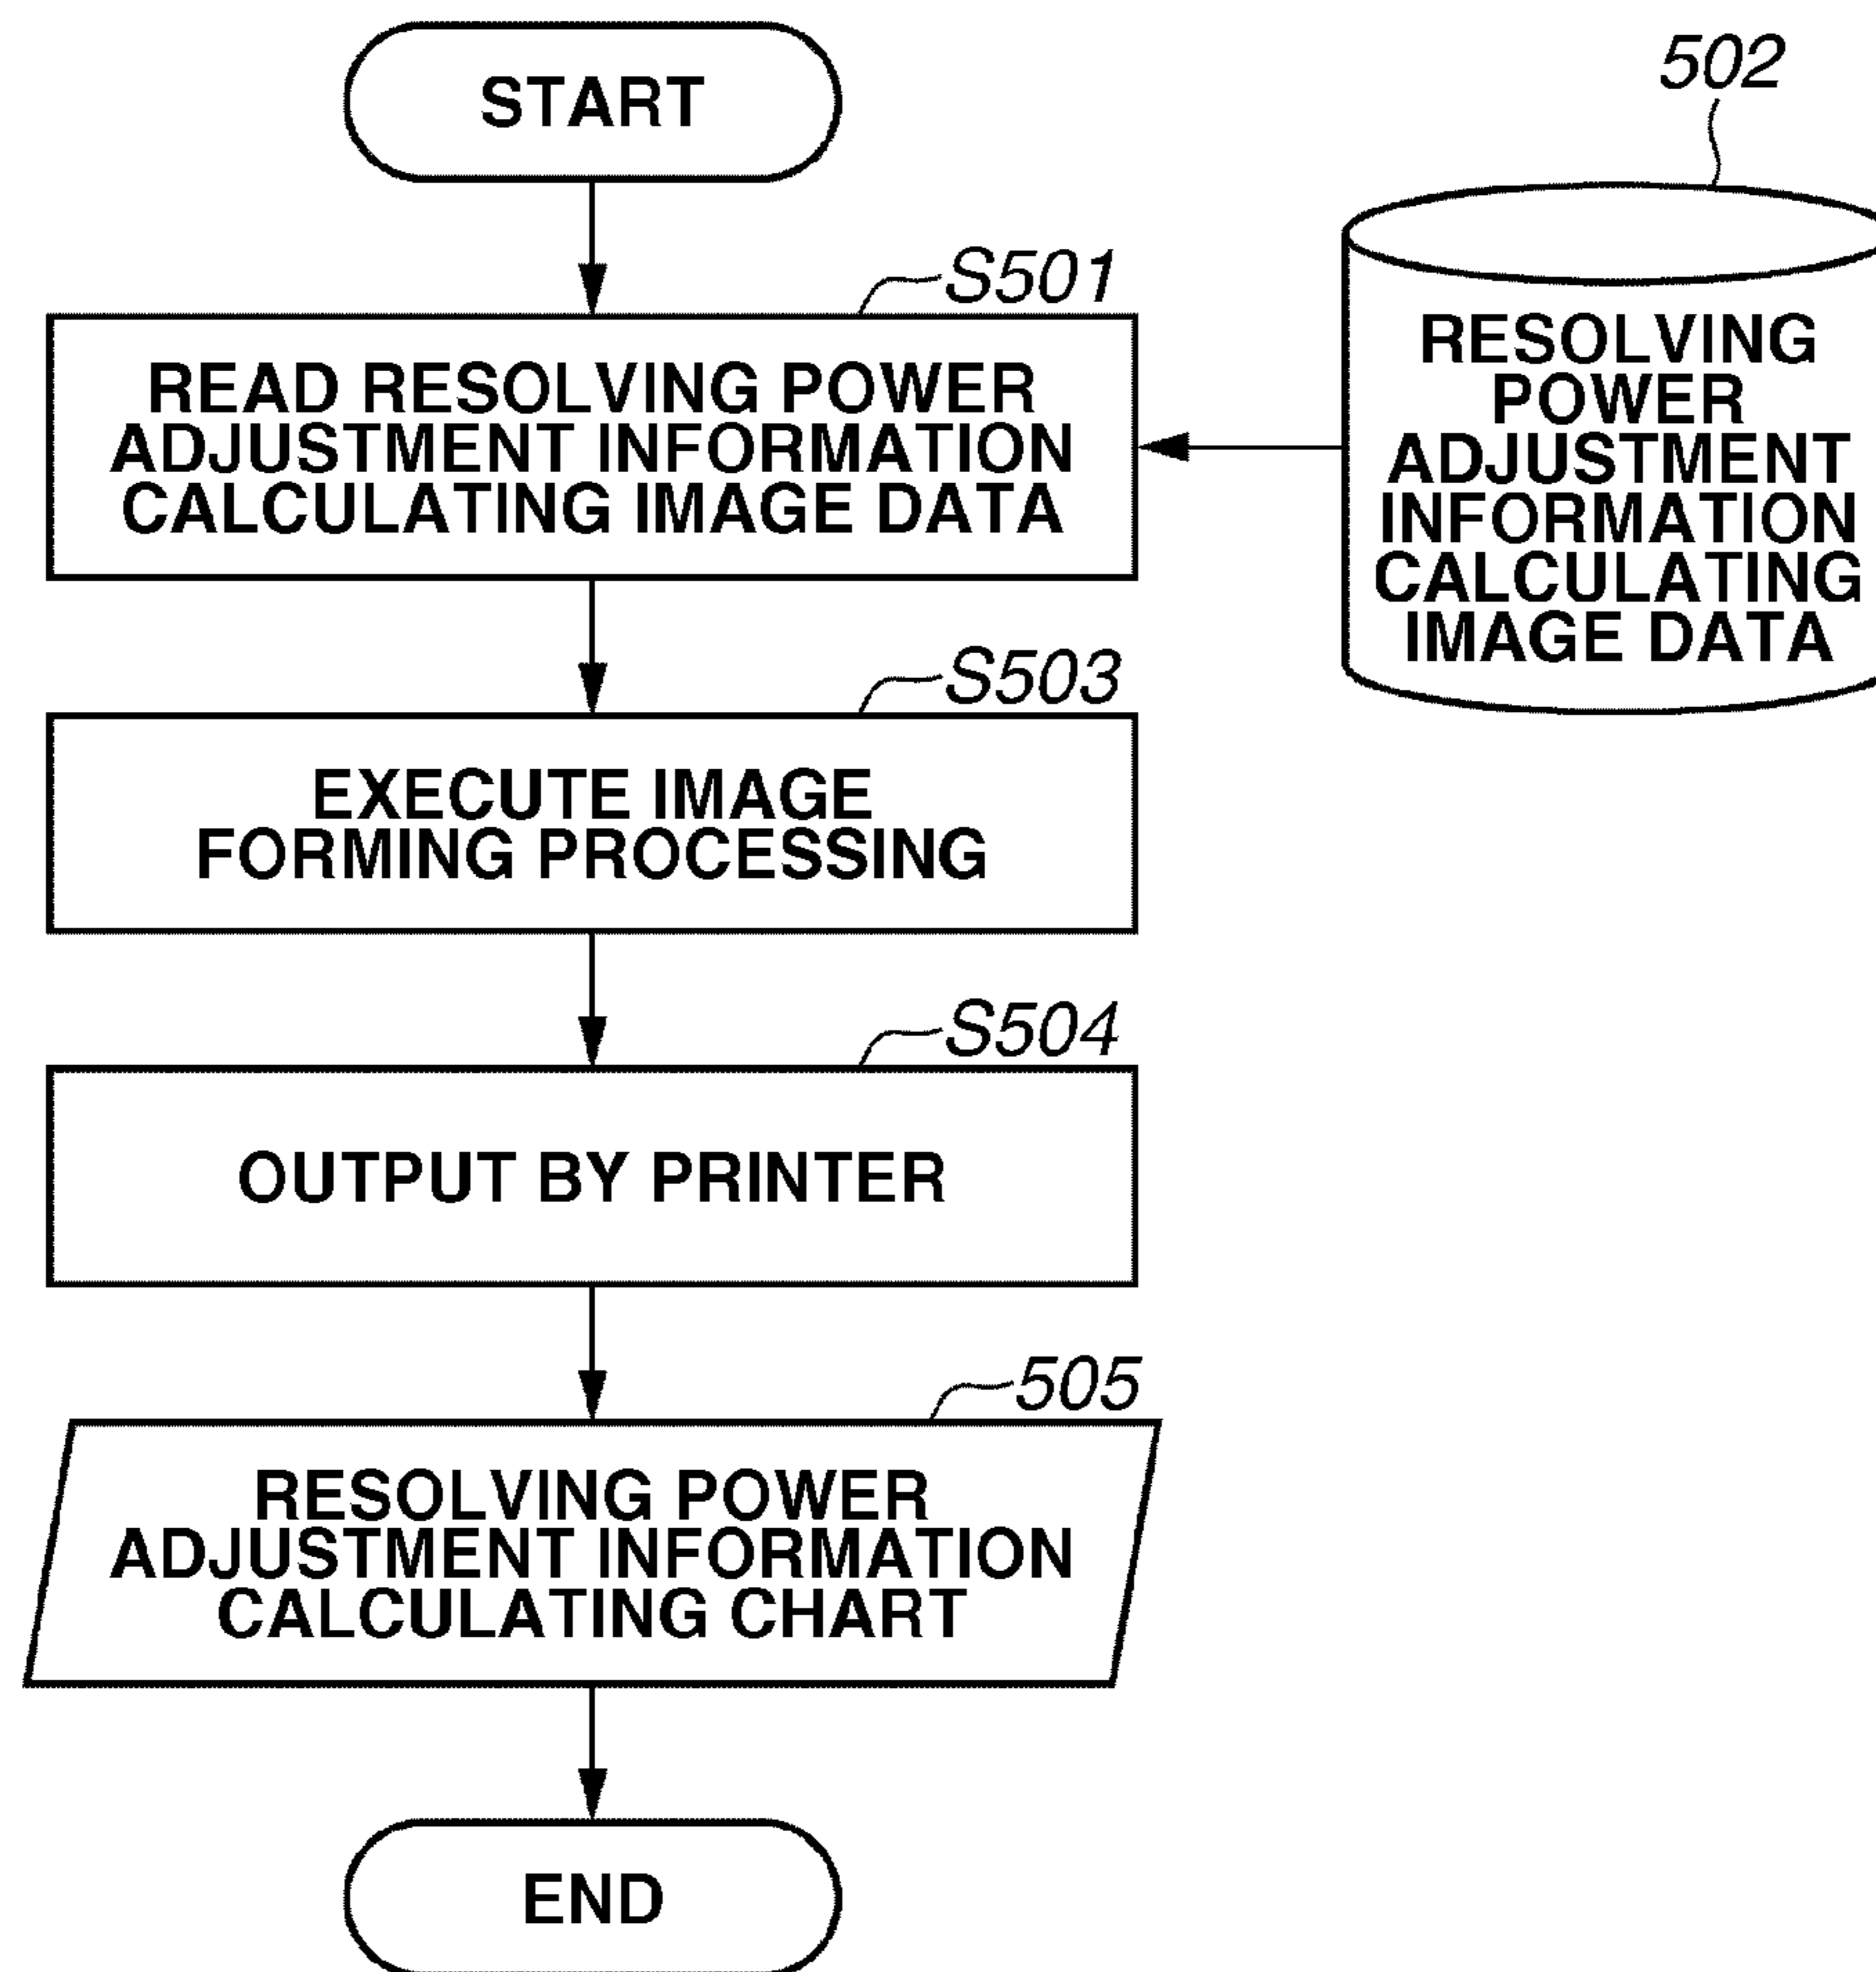 START
502
S501
READ RESOLVING POWER
ADJUSTMENT INFORMATION
CALCULATING IMAGE DATA
RESOLVING
POWER
ADJUSTMENT
INFORMATION
CALCULATING
IMAGE DATA
S503
EXECUTE IMAGE
FORMING PROCESSING
S504
OUTPUT BY PRINTER
505
RESOLVING POWER
ADJUSTMENT INFORMATION
CALCULATING CHART
END